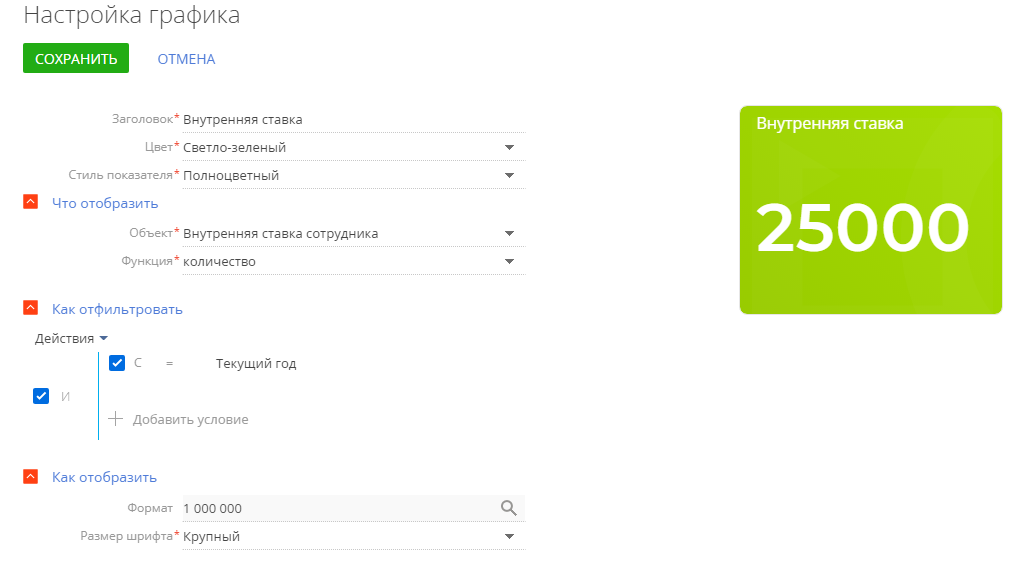 Настройка графика
СОХРАНИТЬ ОТМЕНА
Заголовок* Внутренняя ставка
Цвет* Светло-зеленый
Стиль показателя* Полноцветный
Что отобразить
Объект* Внутренняя ставка сотрудника
Функция* количество
Как отфильтровать
Действия
С = Текущий год
И
Добавить условие
Как отобразить
Формат 1 000 000
Размер шрифта* Крупный
Внутренняя ставка
25000